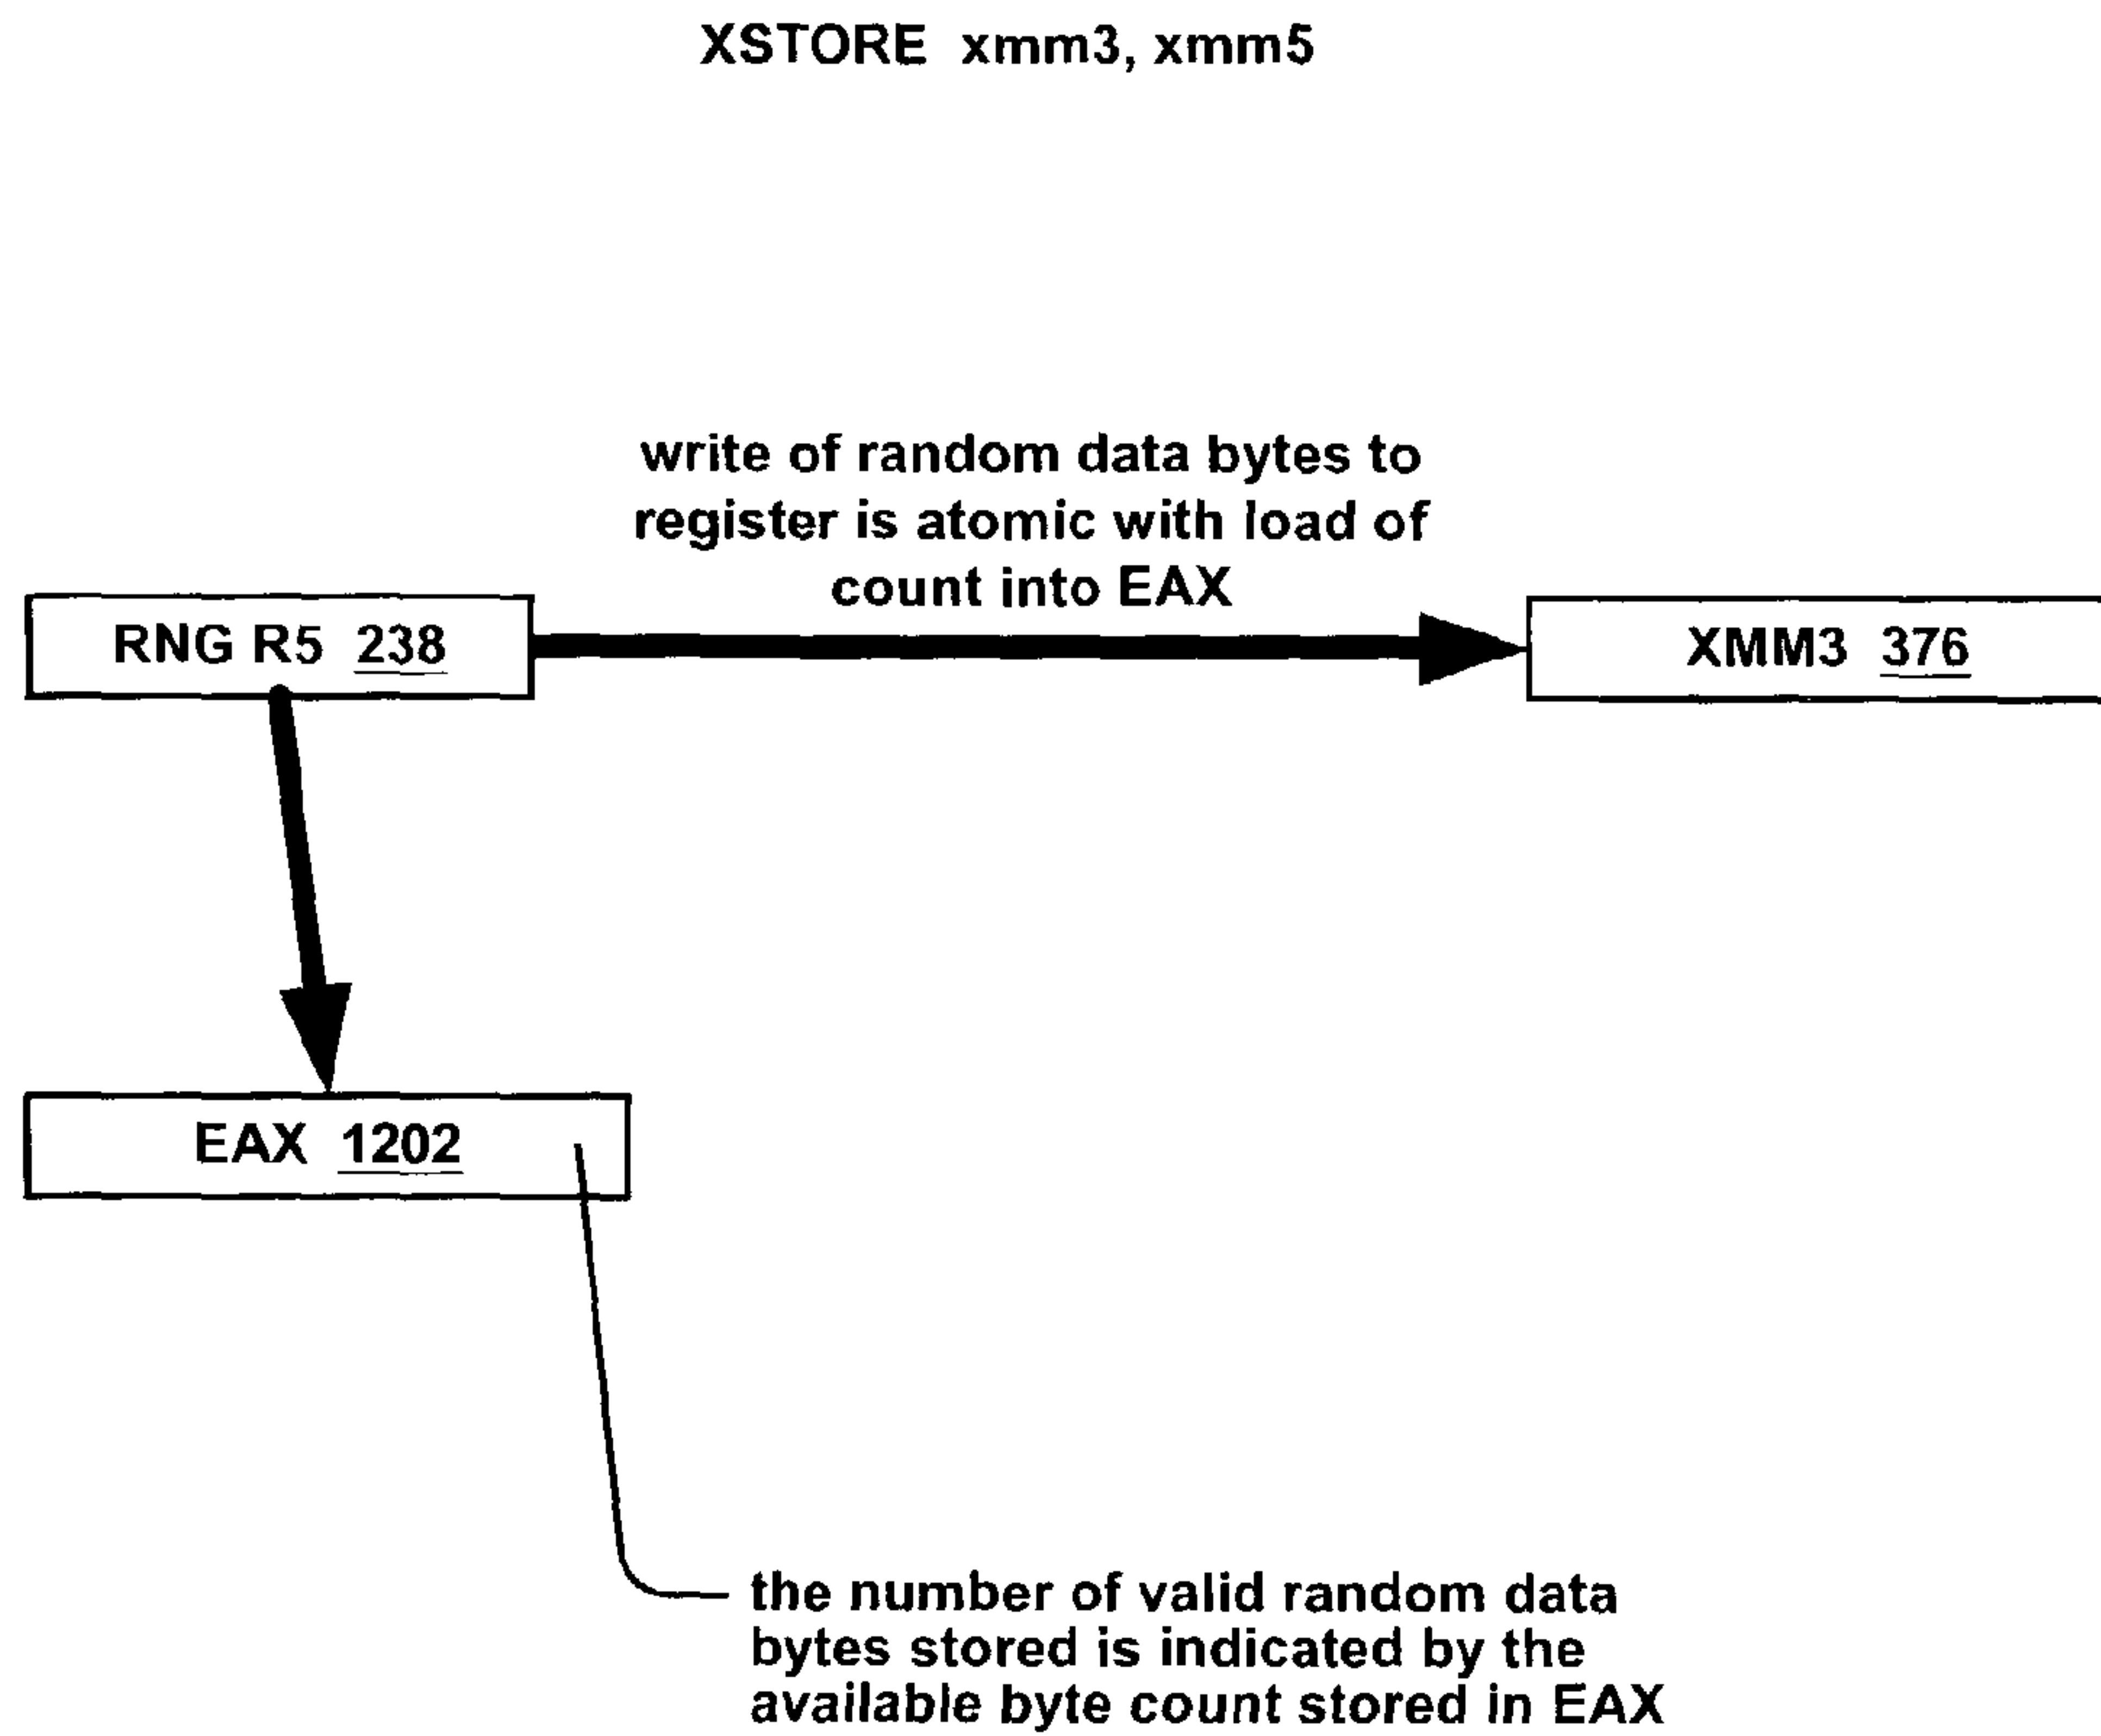 XSTORE xmm3, xmm5
write of random data bytes to
register is atomic with load of
count into EAX
RNG R5 238
XMM3 376
EAX 1202
the number of valid random data
bytes stored is indicated by the
available byte count stored in EAX